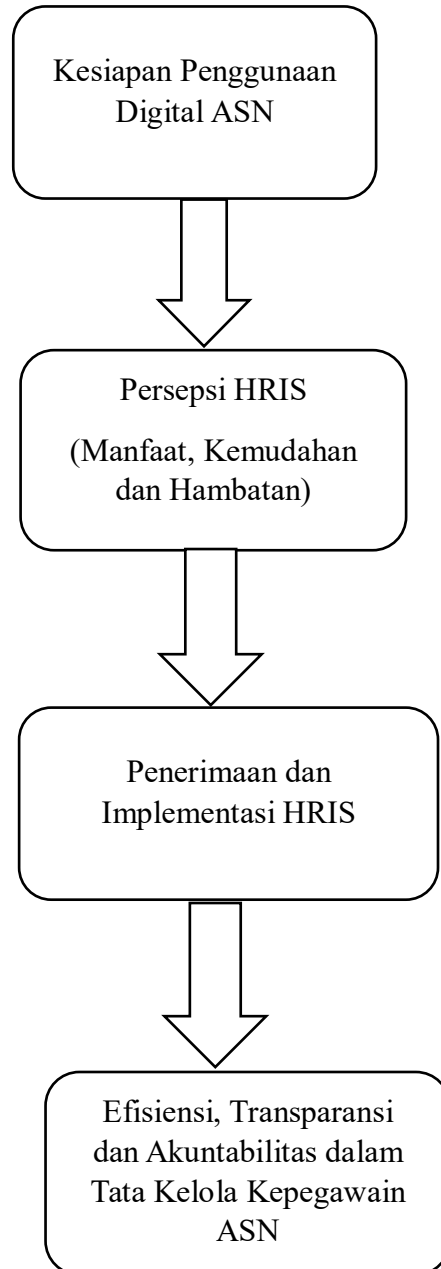 Kesiapan Penggunaan
Digital ASN
Persepsi HRIS
(Manfaat, Kemudahan
dan Hambatan)
Penerimaan dan
Implementasi HRIS
Efisiensi, Transparansi
dan Akuntabilitas dalam
Tata Kelola Kepegawain
ASN